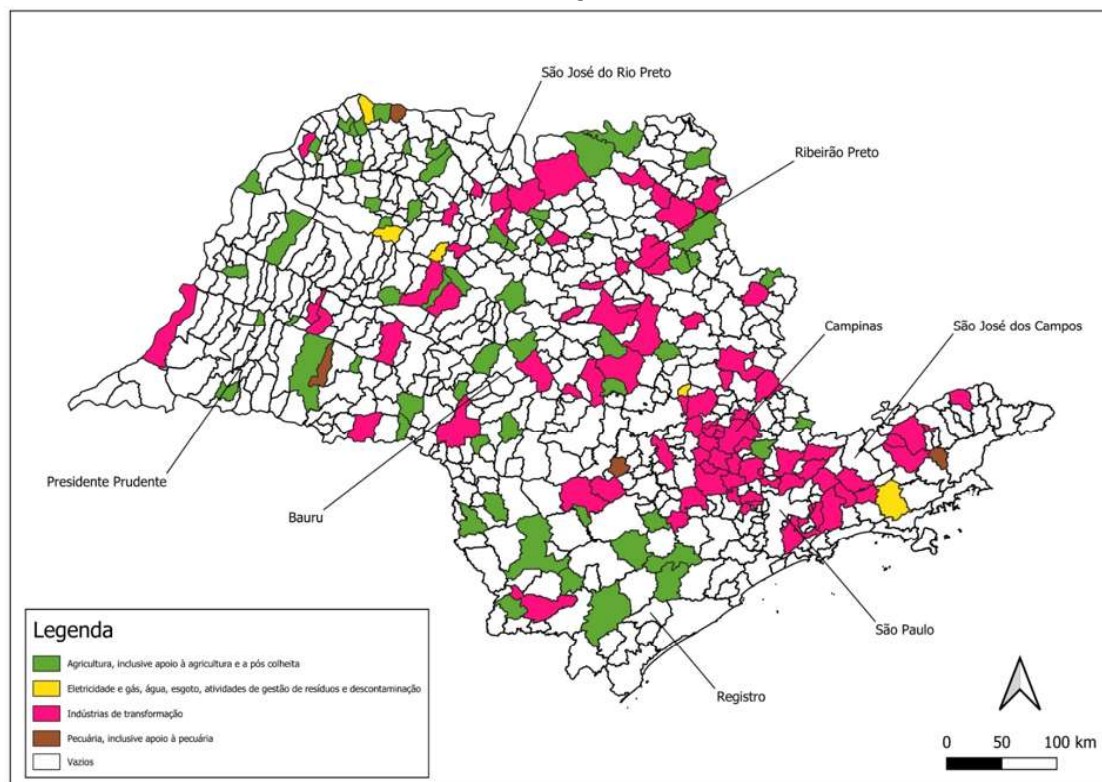 São José do Rio Preto
Ribeirão Preto
Campinas
São José dos Campos
Presidente Prudente
Bauru
São Paulo
Registro
Legenda
Agricultura, inclusive apoio à agricultura e a pós colheita
Eletricidade e gás, água, esgoto, atividades de gestão de resíduos e descontaminação
Indústrias de transformação
Pecuária, inclusive apoio à pecuária
Vazios
0 50 100 km